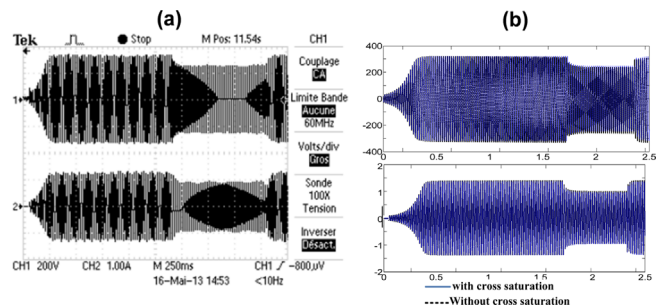 (a)
(b)
Tek
Stop
M Pos: 11.54s
CH1
Couplage
CA
Limite Bande
Aucune
60MHz
Volts/div
Gros
Sonde
100X
Tension
Inverser
Désact.
1
2
CH1 200V
CH2 1.00A
M 250ms
CH1
-800µV
16-Mai-13 14:53
<10Hz
400
200
0
-200
-400
0
0.5
1
1.5
2
2.5
2
1
0
-1
-2
0
0.5
1
1.5
2
2.5
with cross saturation
Without cross saturation